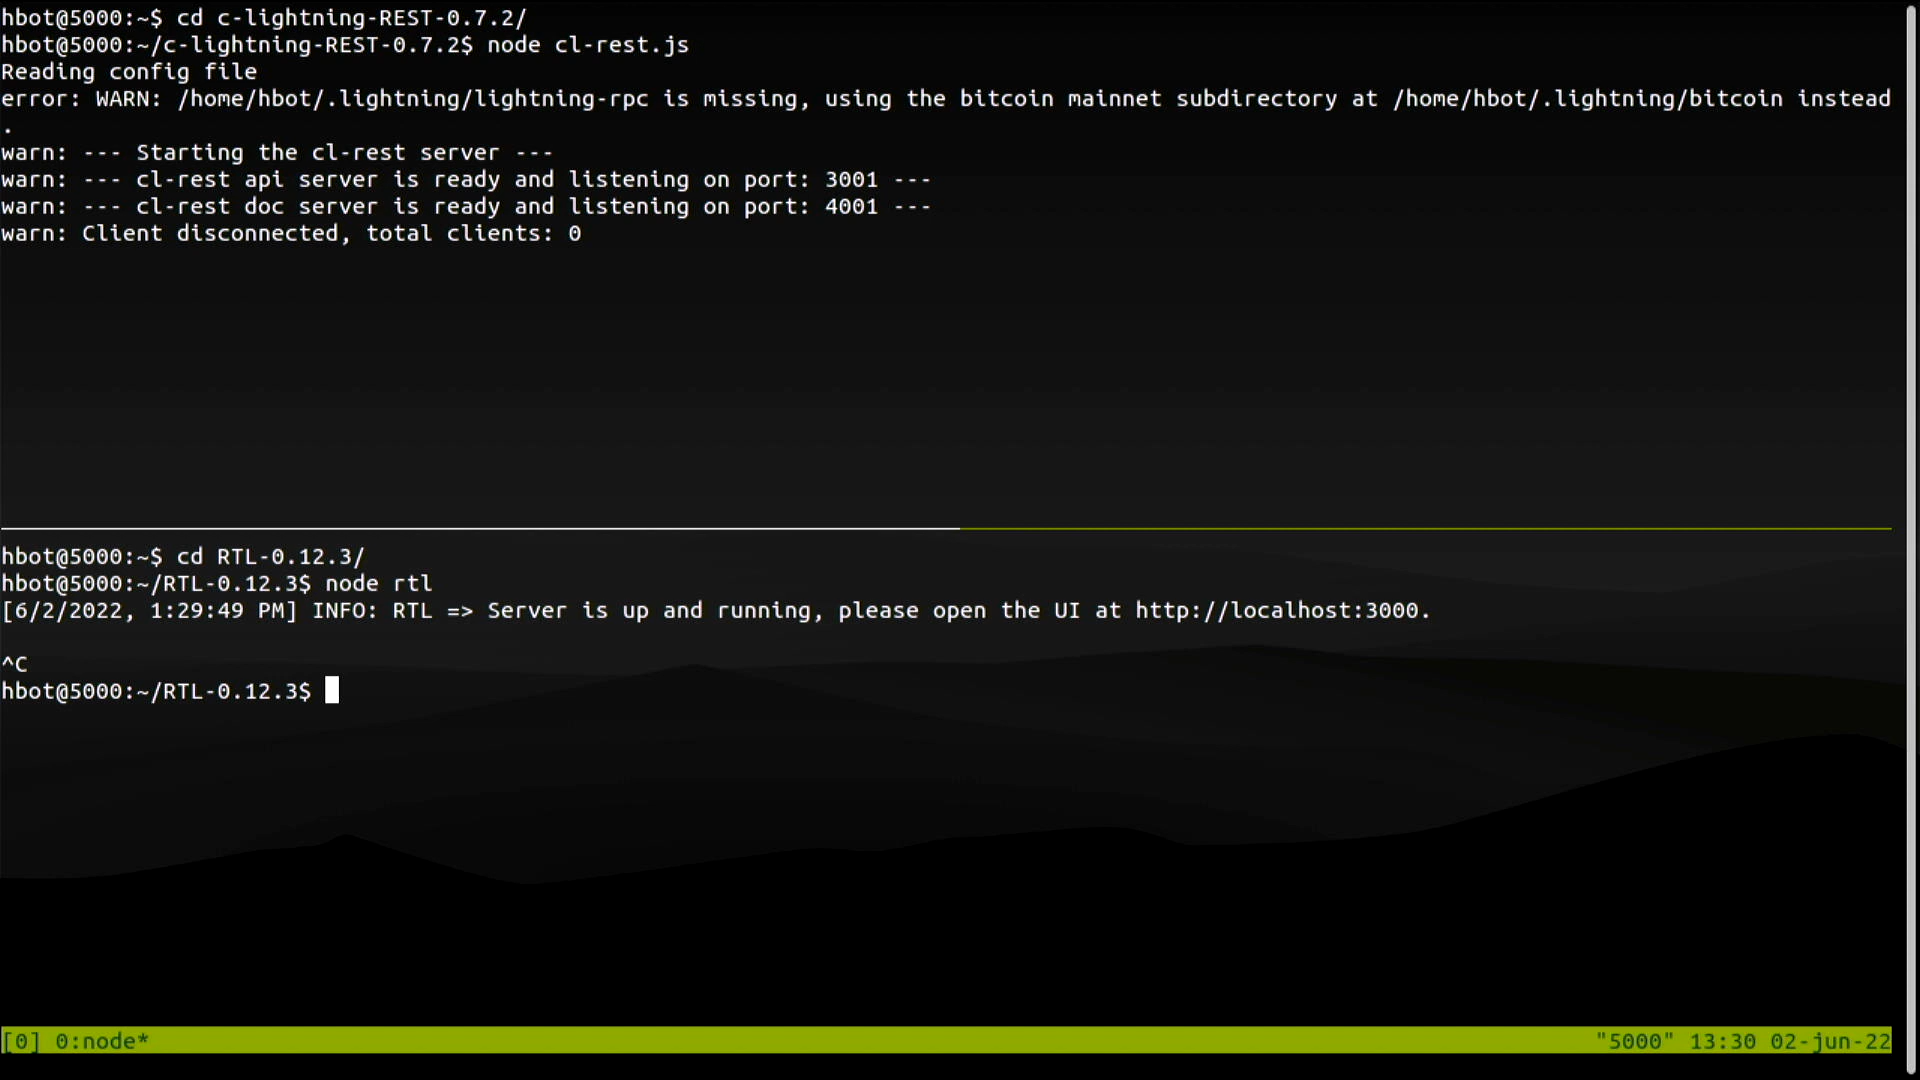 hbot@5000:~$ cd c-lightning-REST-0.7.2/
hbot@5000:~/c-lightning-REST-0.7.2$ node cl-rest.js
Reading config file
error: WARN: /home/hbot/.lightning/lightning-rpc is missing, using the bitcoin mainnet subdirectory at /home/hbot/.lightning/bitcoin instead
.
warn: --- Starting the cl-rest server ---
warn: --- cl-rest api server is ready and listening on port: 3001 ---
warn: --- cl-rest doc server is ready and listening on port: 4001 ---
warn: Client disconnected, total clients: 0
hbot@5000:~$ cd RTL-0.12.3/
hbot@5000:~/RTL-0.12.3$ node rtl
[6/2/2022, 1:29:49 PM] INFO: RTL => Server is up and running, please open the UI at http://localhost:3000.
^C
hbot@5000:~/RTL-0.12.3$
[0] 0:node* "5000" 13:30 02-jun-22